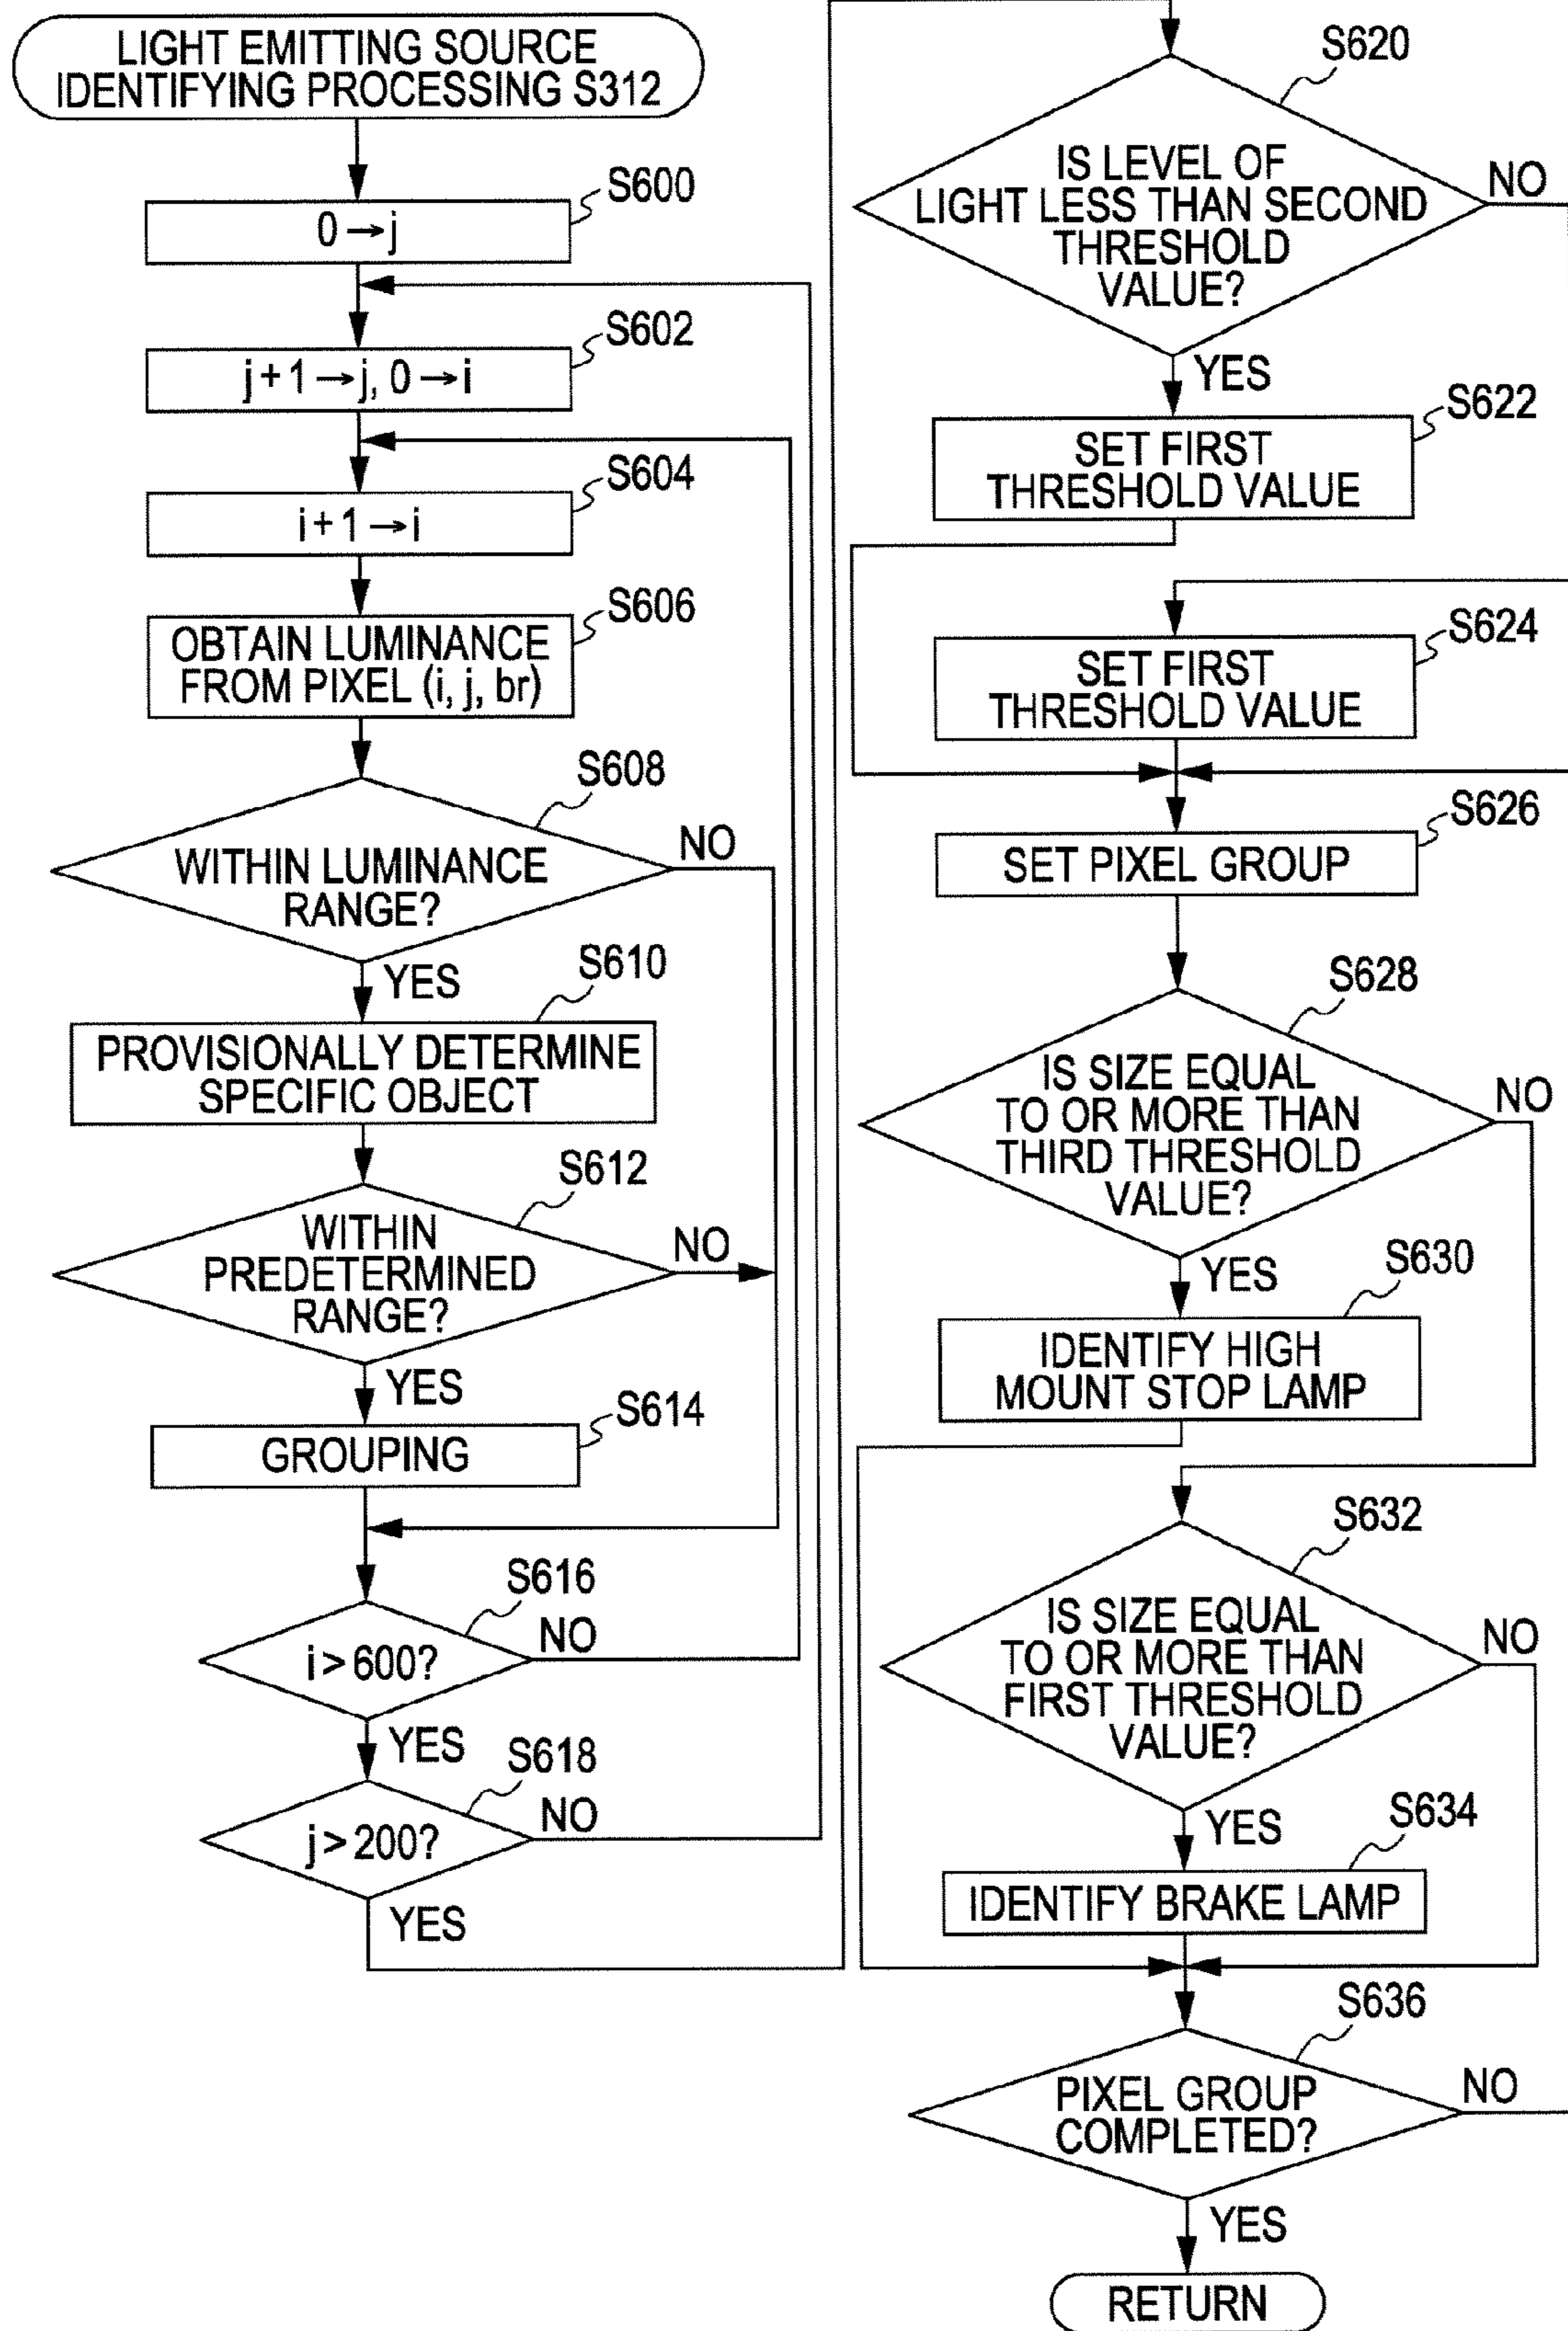 LIGHT EMITTING SOURCE
IDENTIFYING PROCESSING S312
S600
0→j
S602
j+1→j, 0→i
S604
i+1→i
S606
OBTAIN LUMINANCE
FROM PIXEL (i, j, br)
S608
WITHIN LUMINANCE
RANGE?
NO
YES
S610
PROVISIONALLY DETERMINE
SPECIFIC OBJECT
S612
WITHIN
PREDETERMINED
RANGE?
NO
YES
S614
GROUPING
S616
i>600?
NO
YES
S618
j>200?
NO
YES
S620
IS LEVEL OF
LIGHT LESS THAN SECOND
THRESHOLD
VALUE?
NO
YES
S622
SET FIRST
THRESHOLD VALUE
S624
SET FIRST
THRESHOLD VALUE
S626
SET PIXEL GROUP
S628
IS SIZE EQUAL
TO OR MORE THAN
THIRD THRESHOLD
VALUE?
NO
YES
S630
IDENTIFY HIGH
MOUNT STOP LAMP
S632
IS SIZE EQUAL
TO OR MORE THAN
FIRST THRESHOLD
VALUE?
NO
YES
S634
IDENTIFY BRAKE LAMP
S636
PIXEL GROUP
COMPLETED?
NO
YES
RETURN